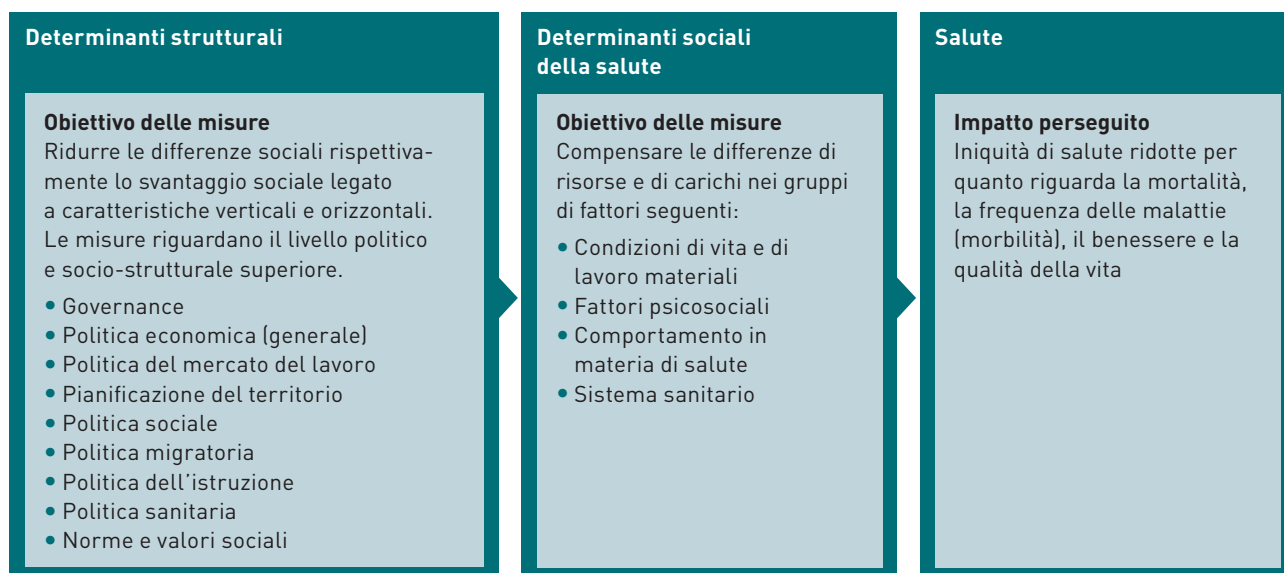 Determinanti strutturali
Obiettivo delle misure
Ridurre le differenze sociali rispettiva-
mente lo svantaggio sociale legato
a caratteristiche verticali e orizzontali.
Le misure riguardano il livello politico
e socio-strutturale superiore.
• Governance
• Politica economica (generale)
• Politica del mercato del lavoro
• Pianificazione del territorio
• Politica sociale
• Politica migratoria
• Politica dell'istruzione
• Politica sanitaria
• Norme e valori sociali
Determinanti sociali
della salute
Obiettivo delle misure
Compensare le differenze di
risorse e di carichi nei gruppi
di fattori seguenti:
• Condizioni di vita e di
lavoro materiali
• Fattori psicosociali
• Comportamento in
materia di salute
• Sistema sanitario
Salute
Impatto perseguito
Iniquità di salute ridotte per
quanto riguarda la mortalità,
la frequenza delle malattie
(morbilità), il benessere e la
qualità della vita